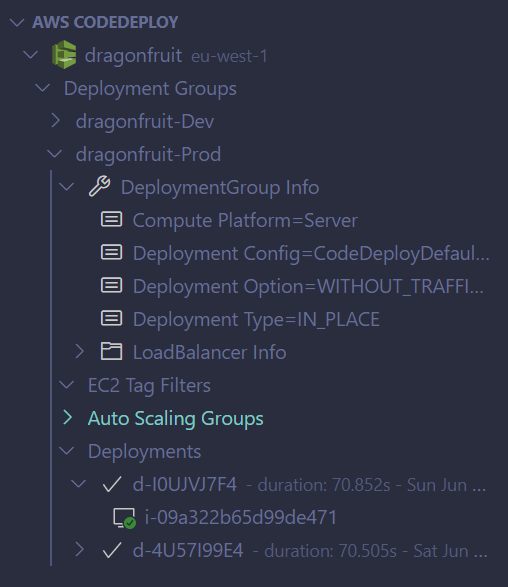 AWS CODEDEPLOY
dragonfruit eu-west-1
Deployment Groups
dragonfruit-Dev
dragonfruit-Prod
DeploymentGroup Info
Compute Platform=Server
Deployment Config=CodeDeployDefaul...
Deployment Option=WITHOUT_TRAFFI...
Deployment Type=IN_PLACE
LoadBalancer Info
EC2 Tag Filters
Auto Scaling Groups
Deployments
d-I0UJVJ7F4 - duration: 70.852s - Sun Jun ...
i-09a322b65d99de471
d-4U57I99E4 - duration: 70.505s - Sat Jun ...